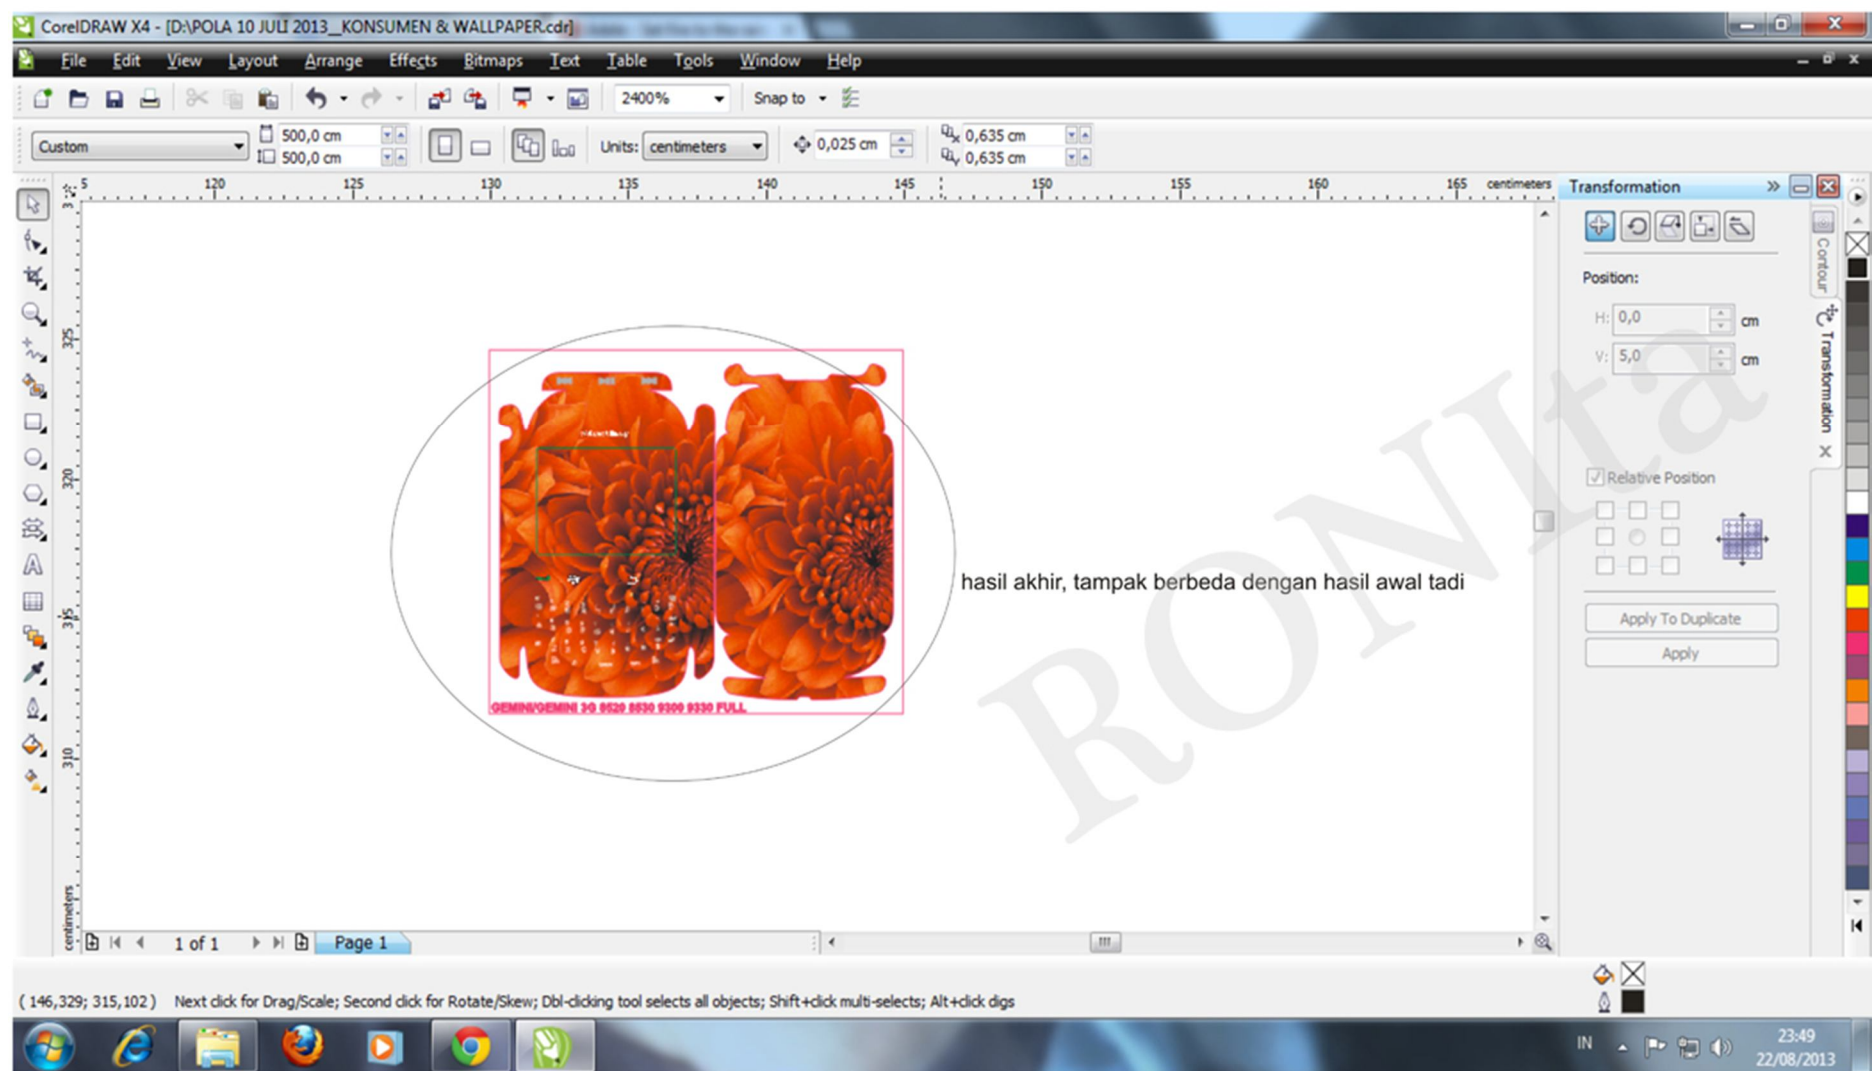 CorelDRAW X4 - [D:\POLA 10 JULI 2013__KONSUMEN & WALLPAPER.cdr]
File Edit View Layout Arrange Effects Bitmaps Text Table Tools Window Help
2400% Snap to
Custom 500,0 cm 500,0 cm Units: centimeters 0,025 cm 0,635 cm 0,635 cm
120 125 130 135 140 145 150 155 160 165 centimeters
Transformation
Contour
Transformation
Position:
H: 0,0 cm
V: 5,0 cm
Relative Position
Apply To Duplicate
Apply
325
320
315
310
centimeters
hasil akhir, tampak berbeda dengan hasil awal tadi
GEMINI/GEMINI 3G 8520 8530 9300 9330 FULL
RONIta
1 of 1 Page 1
( 146,329; 315,102 ) Next click for Drag/Scale; Second click for Rotate/Skew; Dbl-clicking tool selects all objects; Shift+click multi-selects; Alt+click digs
IN 23:49
22/08/2013